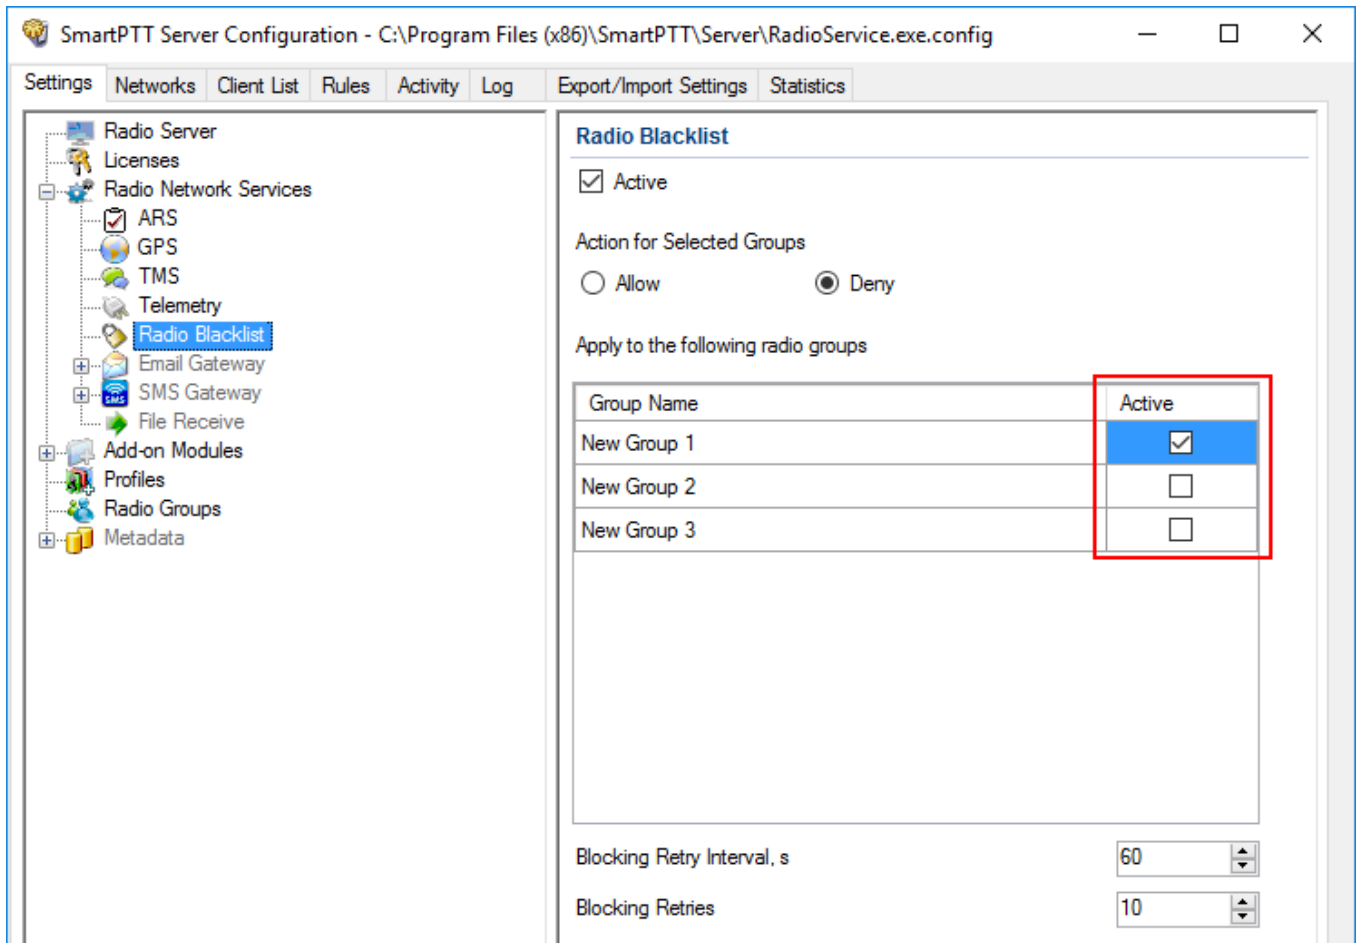 SmartPTT Server Configuration - C:\Program Files (x86)\SmartPTT\Server\RadioService.exe.config
Settings Networks Client List Rules Activity Log Export/Import Settings Statistics
Radio Server
Licenses
Radio Network Services
ARS
GPS
TMS
Telemetry
Radio Blacklist
Email Gateway
SMS SMS Gateway
File Receive
Add-on Modules
Profiles
Radio Groups
Metadata
Radio Blacklist
Active
Action for Selected Groups
Allow Deny
Apply to the following radio groups
Group Name Active
New Group 1
New Group 2
New Group 3
Blocking Retry Interval, s 60
Blocking Retries 10